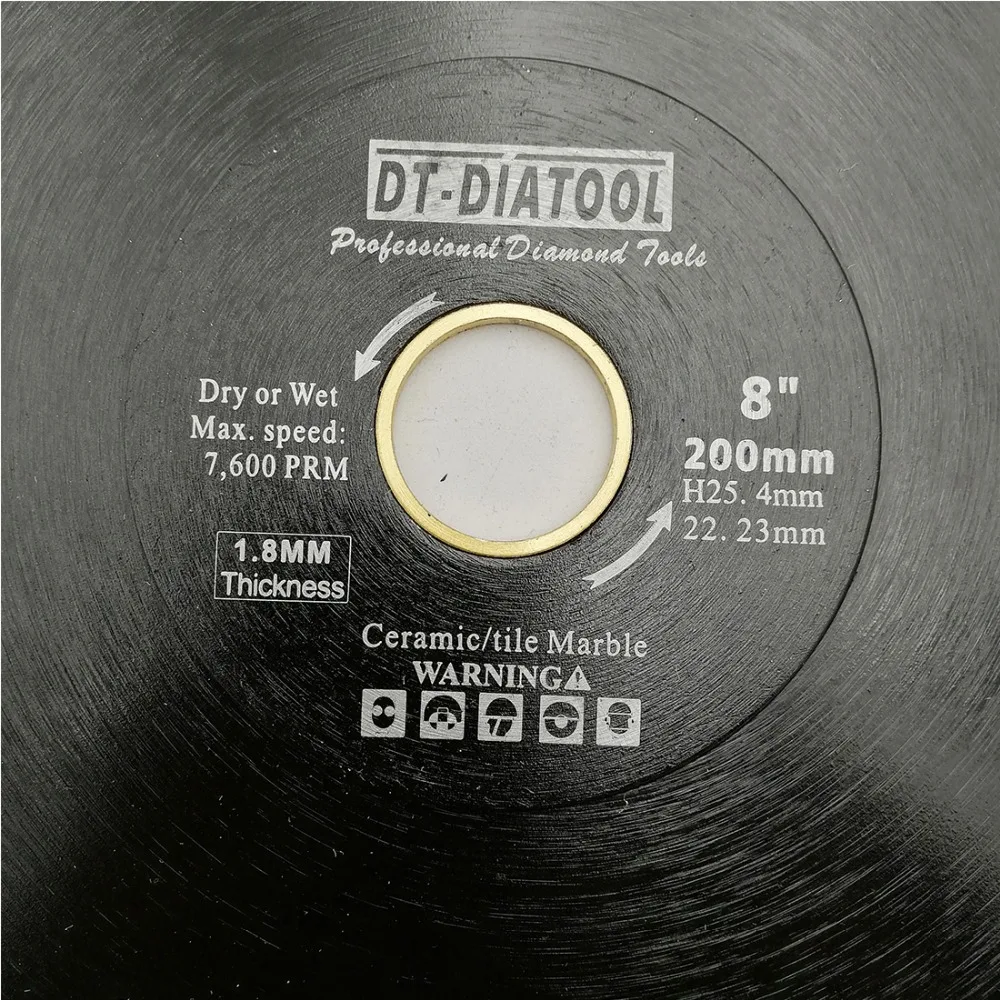 DT-DIATOOL
Professional Diamond Tools
Dry or Wet
Max. speed:
7,600 PRM
8"
200mm
H25. 4mm
22. 23mm
1.8MM
Thickness
Ceramic/tile Marble
WARNING